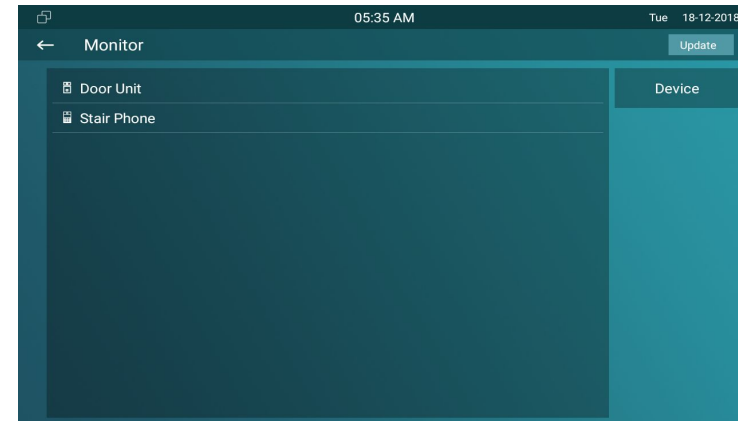 05:35 AM
Tue 18-12-2018
Monitor
Update
Door Unit
Device
Stair Phone